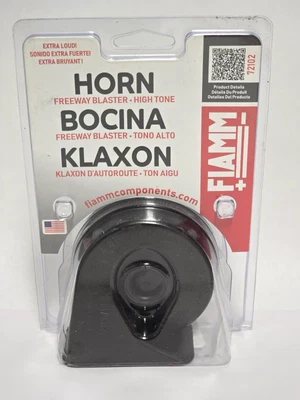 EXTRA LOUD!
SONIDO EXTRA FUERTE!
EXTRA BRUYANT!
HORN
FREEWAY BLASTER • HIGH TONE
BOCINA
FREEWAY BLASTER • TONO ALTO
KLAXON
KLAXON D'AUTOROUTE • TON AIGU
fiammcomponents.com
72102
Product Details
Détails Du Produit
Detalles Del Producto
FIAMM